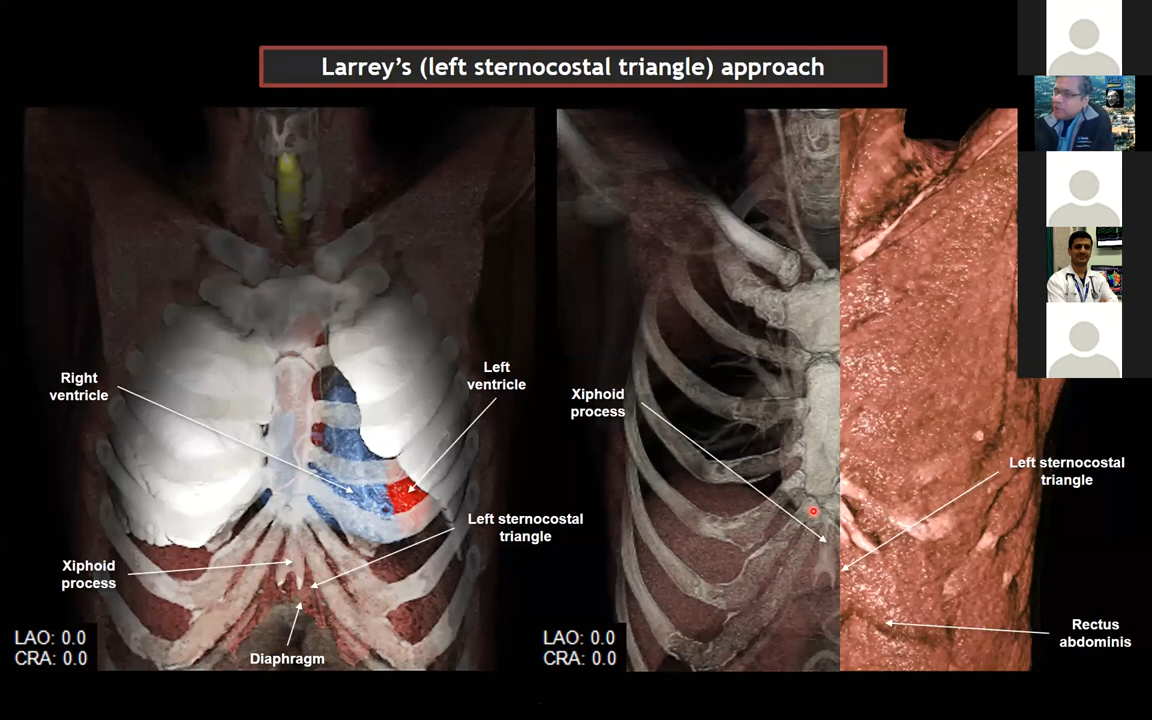 Larrey's (left sternocostal triangle) approach
Right
ventricle
Left
ventricle
Left sternocostal
triangle
Xiphoid
process
Diaphragm
LAO: 0.0
CRA: 0.0
Xiphoid
process
Left sternocostal
triangle
Rectus
abdominis
LAO: 0.0
CRA: 0.0